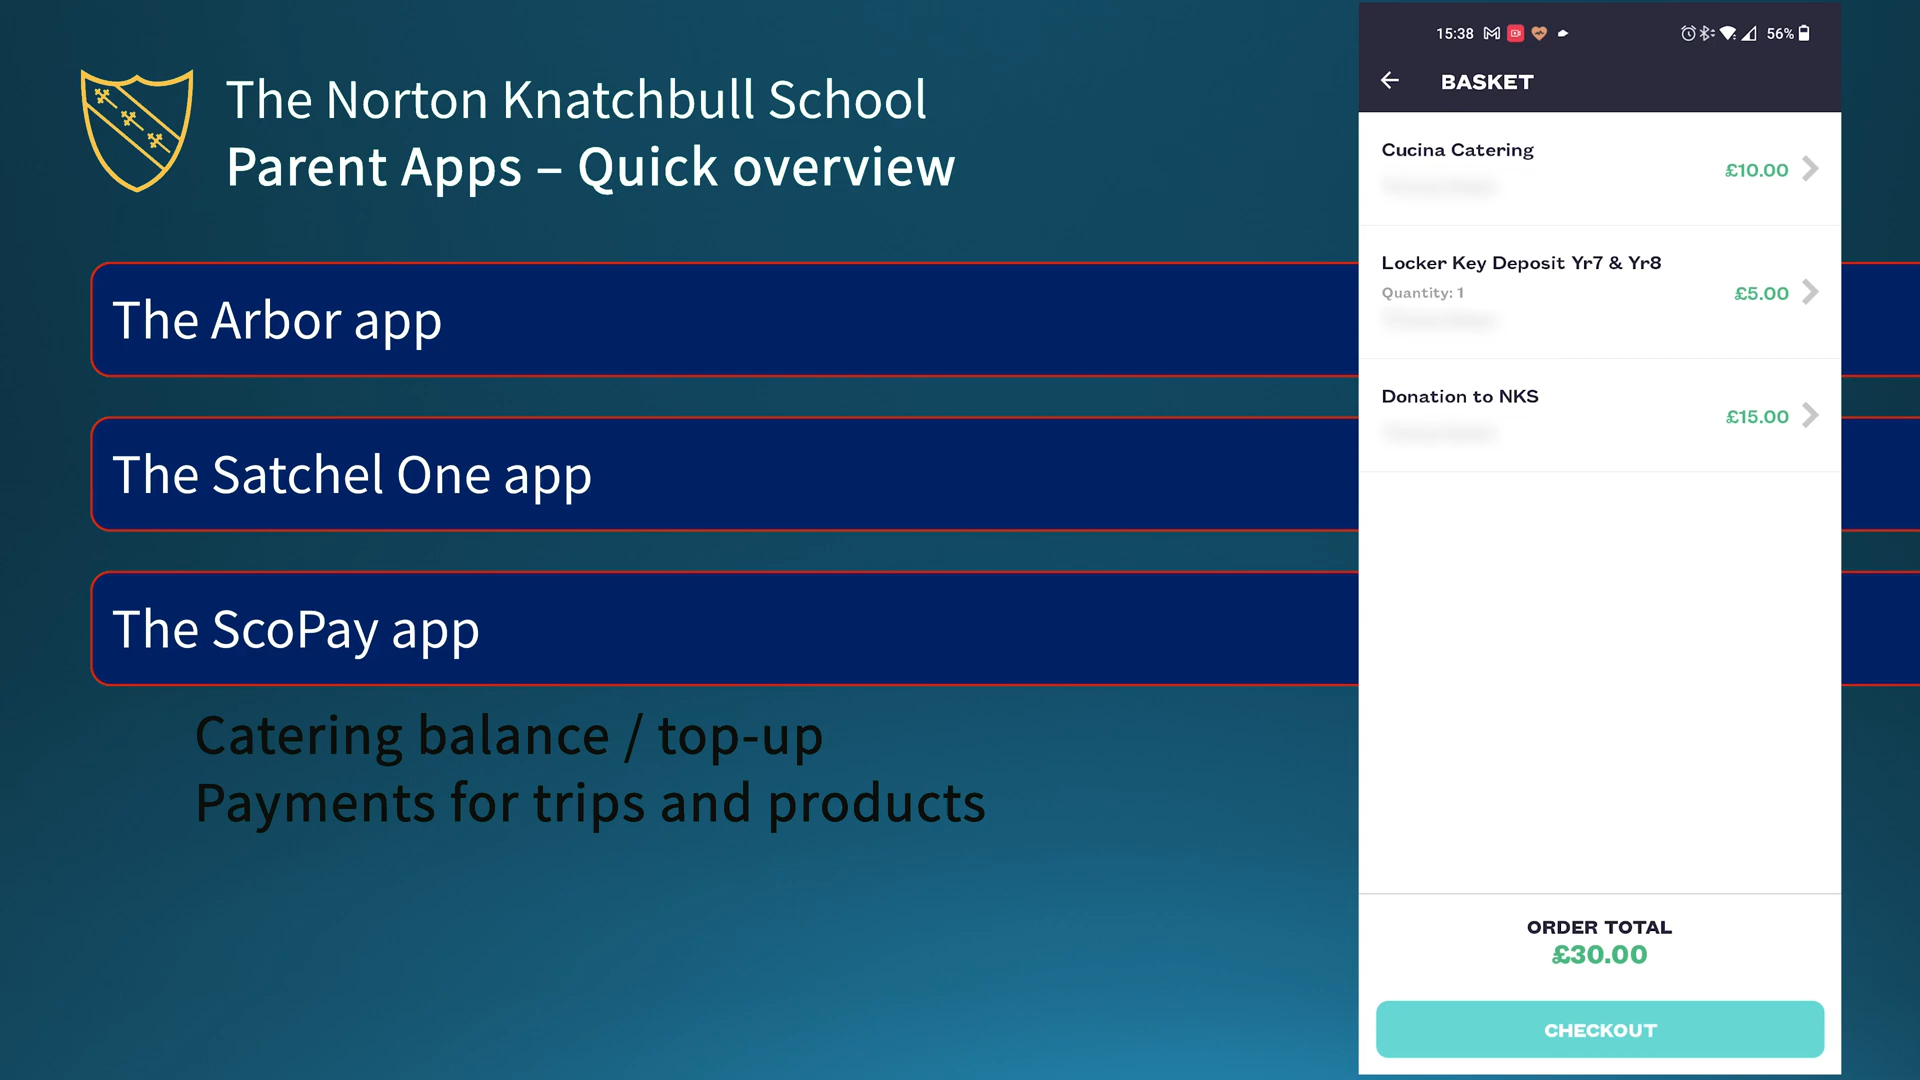 The Norton Knatchbull School
Parent Apps – Quick overview
The Arbor app
The Satchel One app
The ScoPay app
Catering balance / top-up
Payments for trips and products
15:38
56%
BASKET
Cucina Catering
£10.00
Locker Key Deposit Yr7 & Yr8
Quantity: 1
£5.00
Donation to NKS
£15.00
ORDER TOTAL
£30.00
CHECKOUT